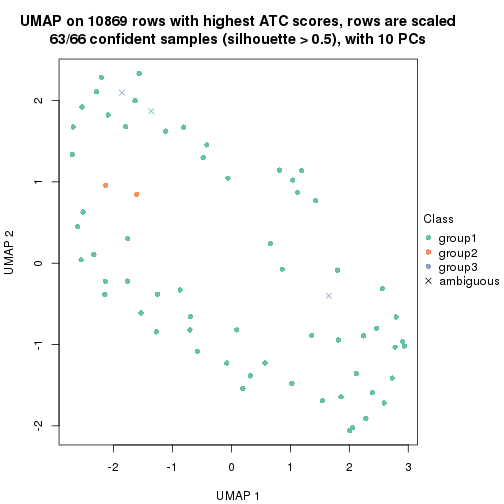 UMAP on 10869 rows with highest ATC scores, rows are scaled
63/66 confident samples (silhouette > 0.5), with 10 PCs
2
1
0
-1
-2
UMAP 2
-2
-1
0
1
2
3
UMAP 1
Class
group1
group2
group3
ambiguous